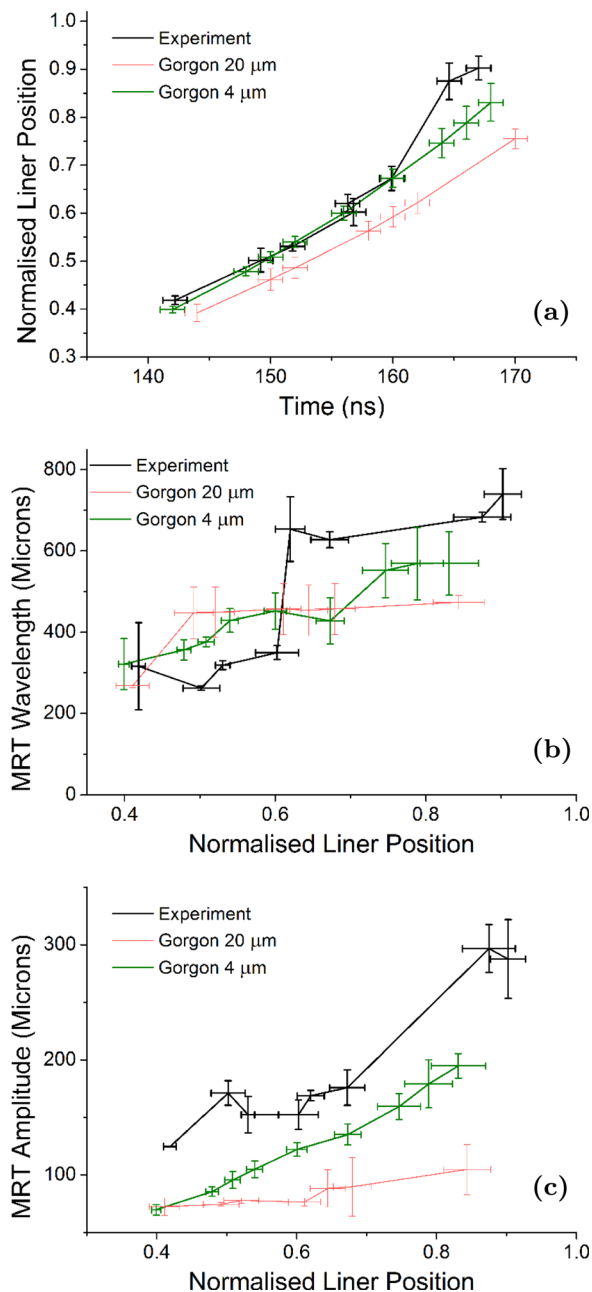 1.0
0.9
0.8
0.7
0.6
0.5
0.4
0.3
Normalised Liner Position
Experiment
Gorgon 20 μm
Gorgon 4 μm
(a)
140
150
160
170
Time (ns)
800
600
400
200
0
MRT Wavelength (Microns)
Experiment
Gorgon 20 μm
Gorgon 4 μm
(b)
0.4
0.6
0.8
1.0
Normalised Liner Position
300
200
100
MRT Amplitude (Microns)
Experiment
Gorgon 20 μm
Gorgon 4 μm
(c)
0.4
0.6
0.8
1.0
Normalised Liner Position